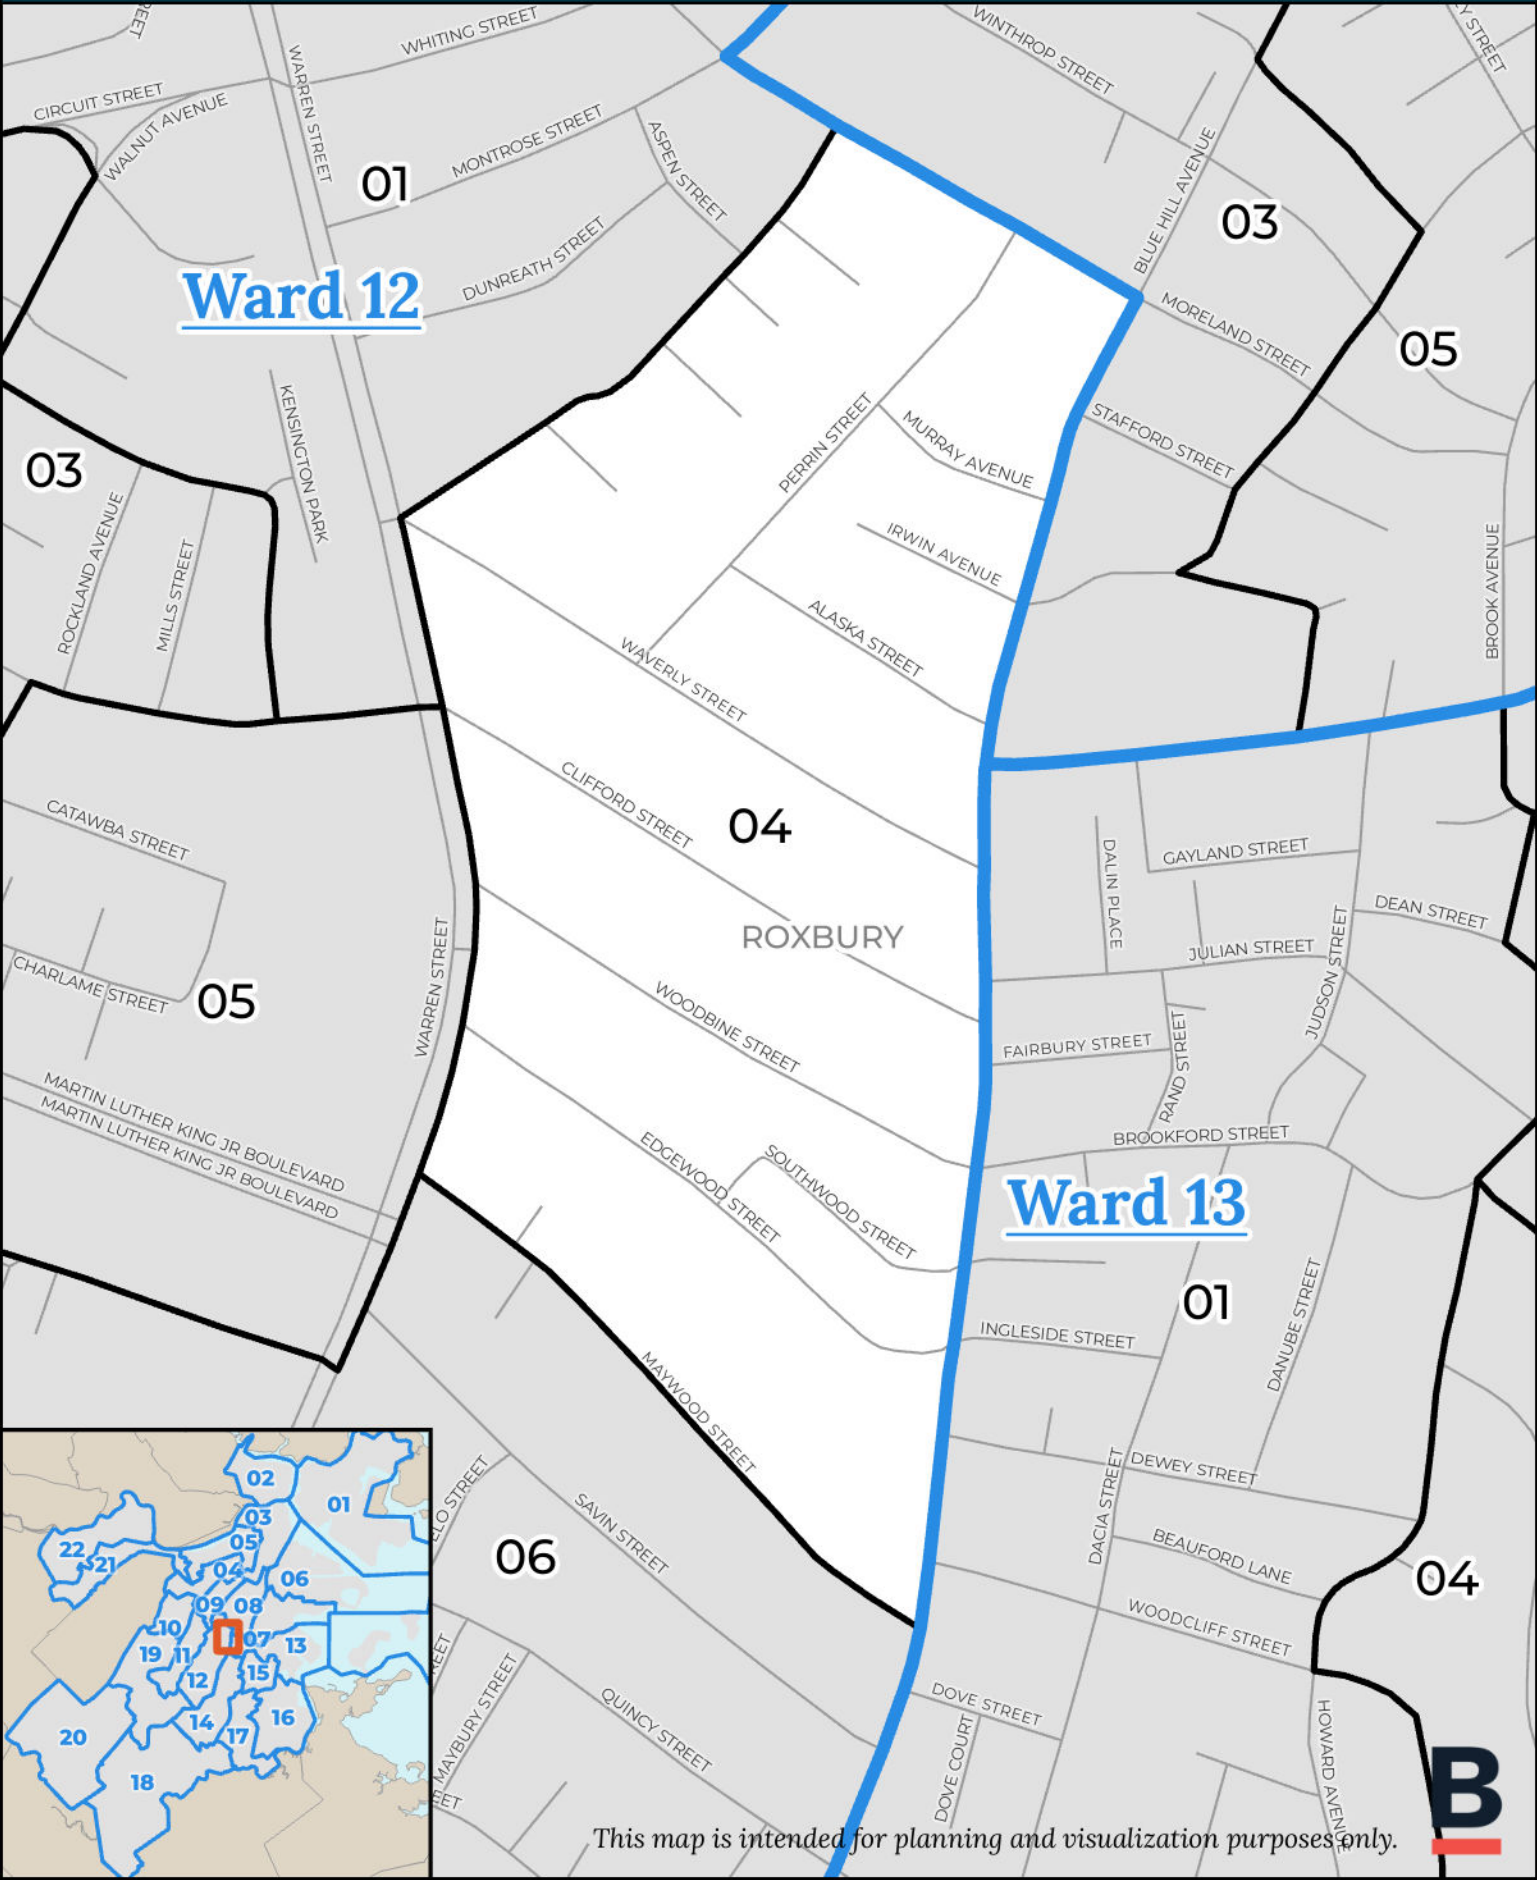 WHITING STREET
WINTHROP STREET
WARREN STREET
CIRCUIT STREET
WALNUT AVENUE
MONTROSE STREET
ASPEN STREET
01
03
BLUE HILL AVENUE
DUNREATH STREET
Ward 12
MORELAND STREET
05
KENSINGTON PARK
PERRIN STREET
MURRAY AVENUE
STAFFORD STREET
03
ROCKLAND AVENUE
MILLS STREET
IRWIN AVENUE
BROOK AVENUE
ALASKA STREET
WAVERLY STREET
CLIFFORD STREET
04
CATAWBA STREET
DALIN PLACE
GAYLAND STREET
DEAN STREET
ROXBURY
JULIAN STREET
JUDSON STREET
CHARLAME STREET
05
WARREN STREET
WOODBINE STREET
FAIRBURY STREET
RAND STREET
MARTIN LUTHER KING JR BOULEVARD
MARTIN LUTHER KING JR BOULEVARD
BROOKFORD STREET
EDGEWOOD STREET
SOUTHWOOD STREET
Ward 13
01
DANUBE STREET
INGLESIDE STREET
MAYWOOD STREET
DACIA STREET
DEWEY STREET
ELO STREET
SAVIN STREET
06
BEAUFORD LANE
04
WOODCLIFF STREET
MAYBURY STREET
QUINCY STREET
DOVE STREET
DOVE COURT
HOWARD AVENUE
REET
EET
02
01
03
05
22
21
04
06
09
08
10
07
13
19
11
12
15
14
17
16
20
18
B
This map is intended for planning and visualization purposes only.